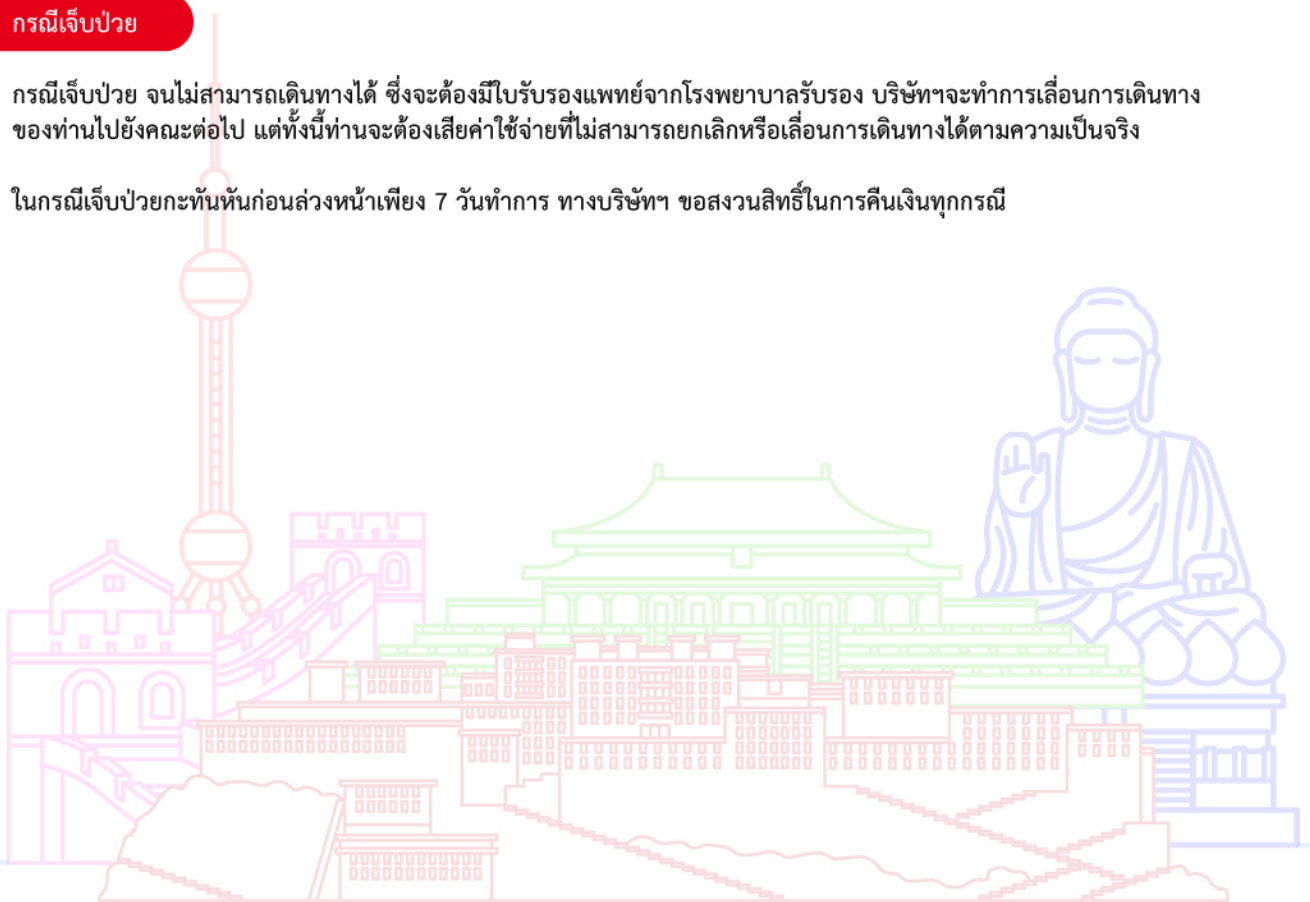 กรณีเจ็บป่วย
กรณีเจ็บป่วย จนไม่สามารถเดินทางได้ ซึ่งจะต้องมีใบรับรองแพทย์จากโรงพยาบาลรับรอง บริษัทฯจะทำการเลื่อนการเดินทาง
ของท่านไปยังคณะต่อไป แต่ทั้งนี้ท่านจะต้องเสียค่าใช้จ่ายที่ไม่สามารถยกเลิกหรือเลื่อนการเดินทางได้ตามความเป็นจริง
ในกรณีเจ็บป่วยกะทันหันก่อนล่วงหน้าเพียง 7 วันทำการ ทางบริษัทฯ ขอสงวนสิทธิ์ในการคืนเงินทุกกรณี